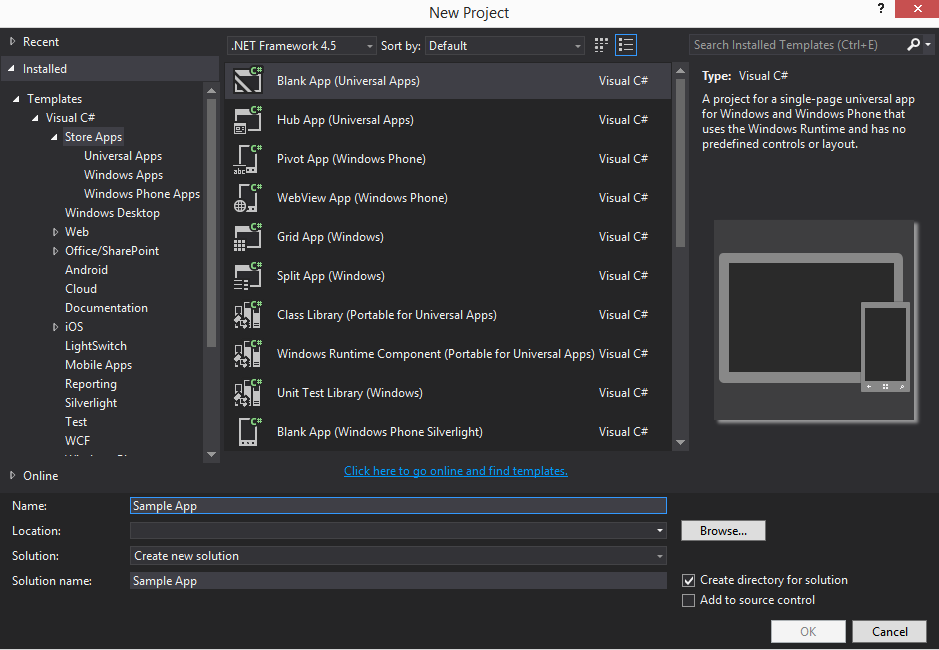 New Project
?
Recent
.NET Framework 4.5
Sort by:
Default
Search Installed Templates (Ctrl+E)
Installed
Templates
Visual C#
Store Apps
Universal Apps
Windows Apps
Windows Phone Apps
Windows Desktop
Web
Office/SharePoint
Android
Cloud
Documentation
iOS
LightSwitch
Mobile Apps
Reporting
Silverlight
Test
WCF
Online
C# Blank App (Universal Apps) Visual C#
C# Hub App (Universal Apps) Visual C#
C# abc Pivot App (Windows Phone) Visual C#
C# WebView App (Windows Phone) Visual C#
C# Grid App (Windows) Visual C#
C# Split App (Windows) Visual C#
C# Class Library (Portable for Universal Apps) Visual C#
C# Windows Runtime Component (Portable for Universal Apps) Visual C#
C# Unit Test Library (Windows) Visual C#
C# Blank App (Windows Phone Silverlight) Visual C#
Click here to go online and find templates.
Type: Visual C#
A project for a single-page universal app
for Windows and Windows Phone that
uses the Windows Runtime and has no
predefined controls or layout.
Name: Sample App
Location:
Browse...
Solution: Create new solution
Solution name: Sample App
Create directory for solution
Add to source control
OK
Cancel